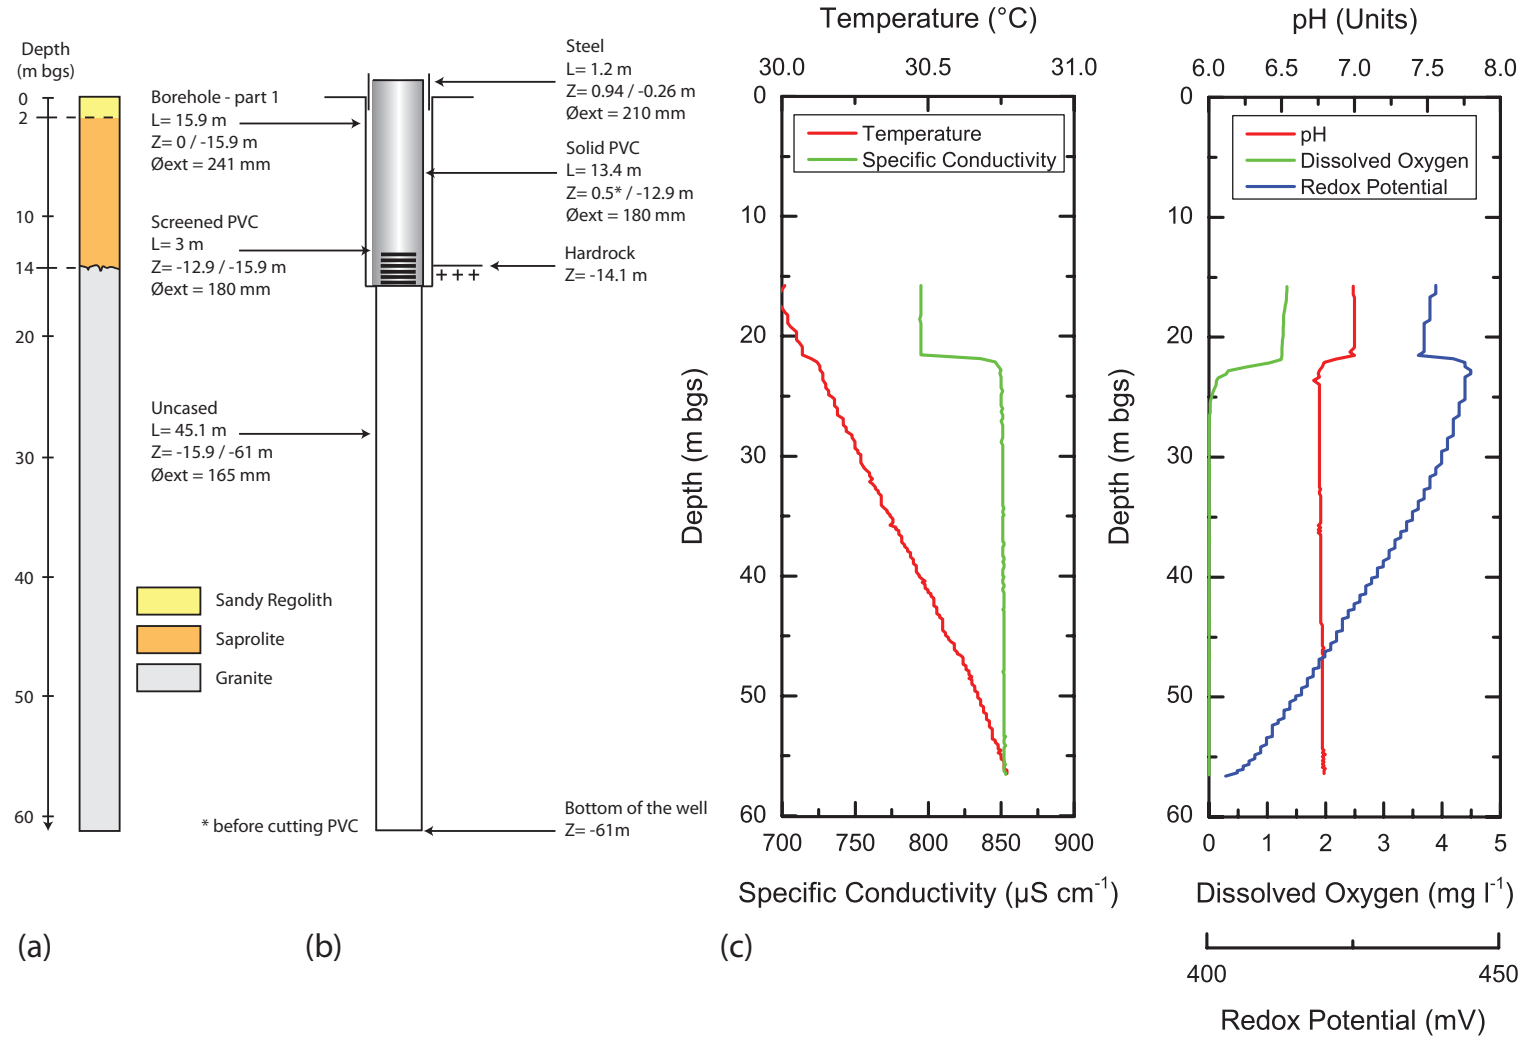 Depth
(m bgs)
0
2
10
14
20
30
40
50
60
Sandy Regolith
Saprolite
Granite
(a)
Borehole - part 1
L= 15.9 m
Z= 0 / -15.9 m
Øext = 241 mm
Screened PVC
L= 3 m
Z= -12.9 / -15.9 m
Øext = 180 mm
Uncased
L= 45.1 m
Z= -15.9 / -61 m
Øext = 165 mm
* before cutting PVC
Steel
L= 1.2 m
Z= 0.94 / -0.26 m
Øext = 210 mm
Solid PVC
L= 13.4 m
Z= 0.5* / -12.9 m
Øext = 180 mm
Hardrock
Z= -14.1 m
+ + +
Bottom of the well
Z= -61m
(b)
Temperature (°C)
30.0 30.5 31.0
Temperature
Specific Conductivity
Depth (m bgs)
0
10
20
30
40
50
60
700 750 800 850 900
Specific Conductivity (µS cm-1)
(c)
pH (Units)
6.0 6.5 7.0 7.5 8.0
pH
Dissolved Oxygen
Redox Potential
Depth (m bgs)
0
10
20
30
40
50
60
0 1 2 3 4 5
Dissolved Oxygen (mg l-1)
400 450
Redox Potential (mV)